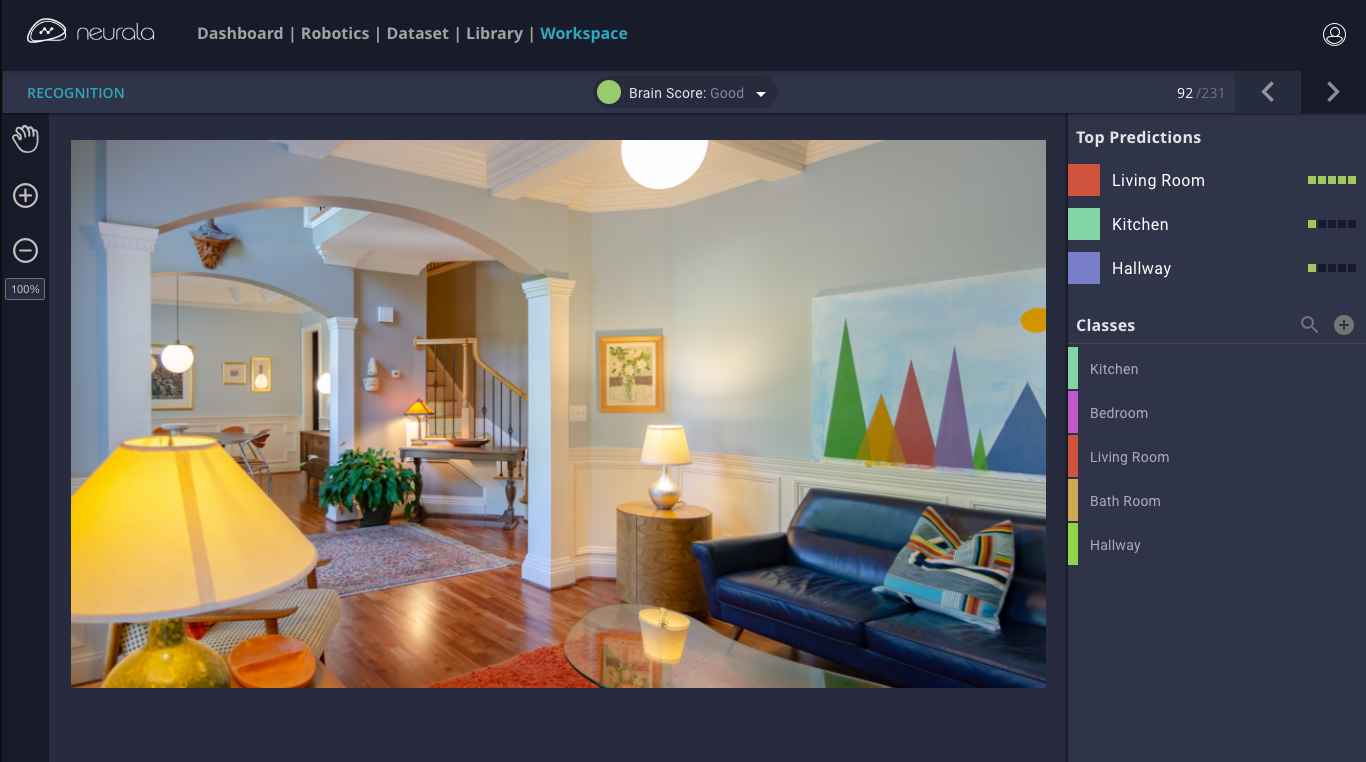 neurala
Dashboard | Robotics | Dataset | Library | Workspace
RECOGNITION
Brain Score: Good
92 /231
100%
Top Predictions
Living Room
Kitchen
Hallway
Classes
Kitchen
Bedroom
Living Room
Bath Room
Hallway